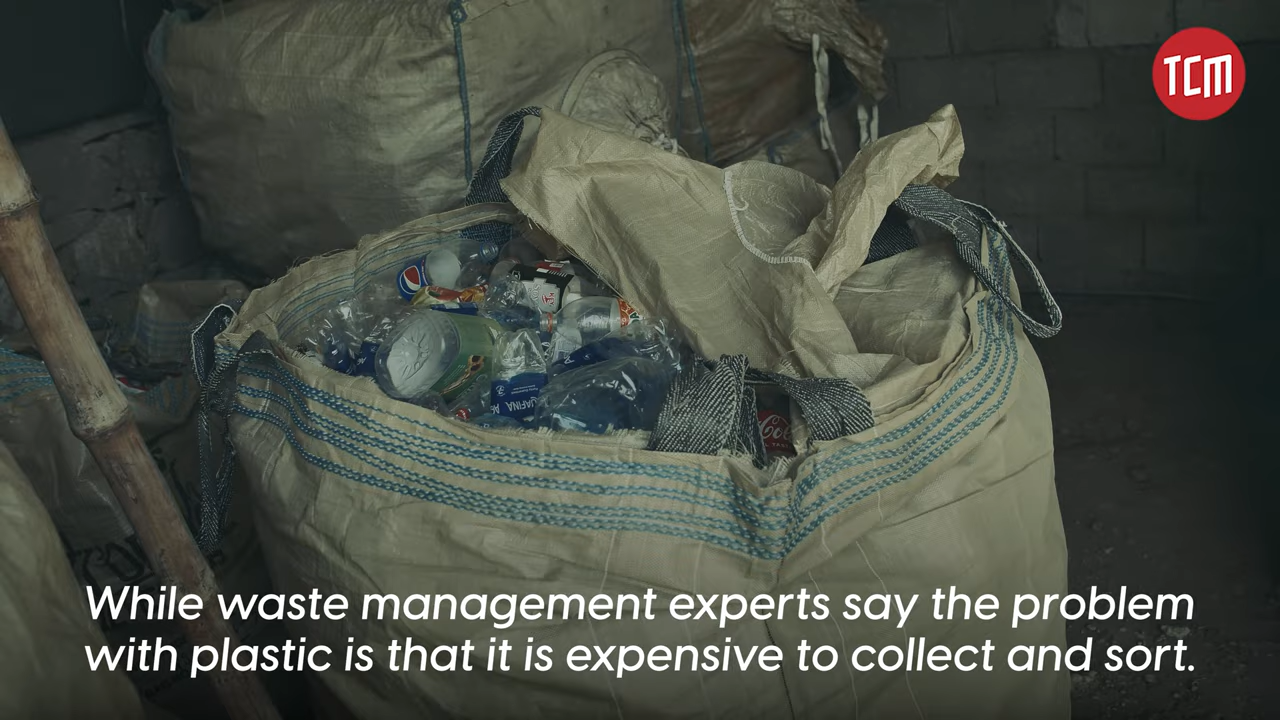 TCM
While waste management experts say the problem
with plastic is that it is expensive to collect and sort.